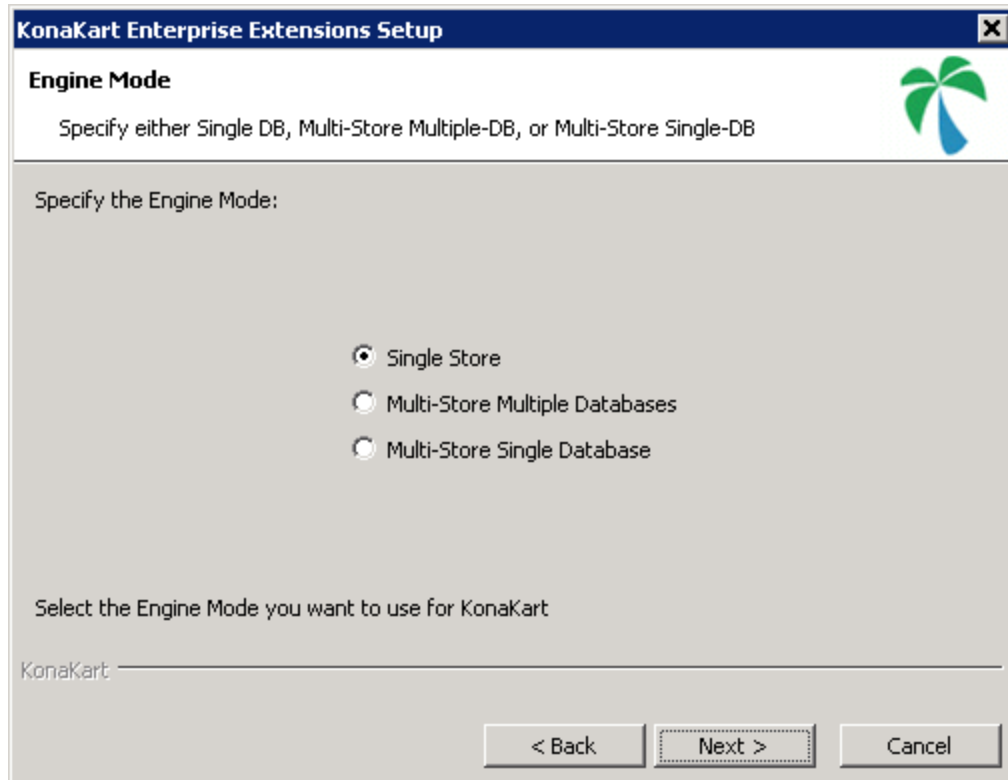 KonaKart Enterprise Extensions Setup
Engine Mode
Specify either Single DB, Multi-Store Multiple-DB, or Multi-Store Single-DB
Specify the Engine Mode:
Single Store
Multi-Store Multiple Databases
Multi-Store Single Database
Select the Engine Mode you want to use for KonaKart
KonaKart
< Back Next > Cancel